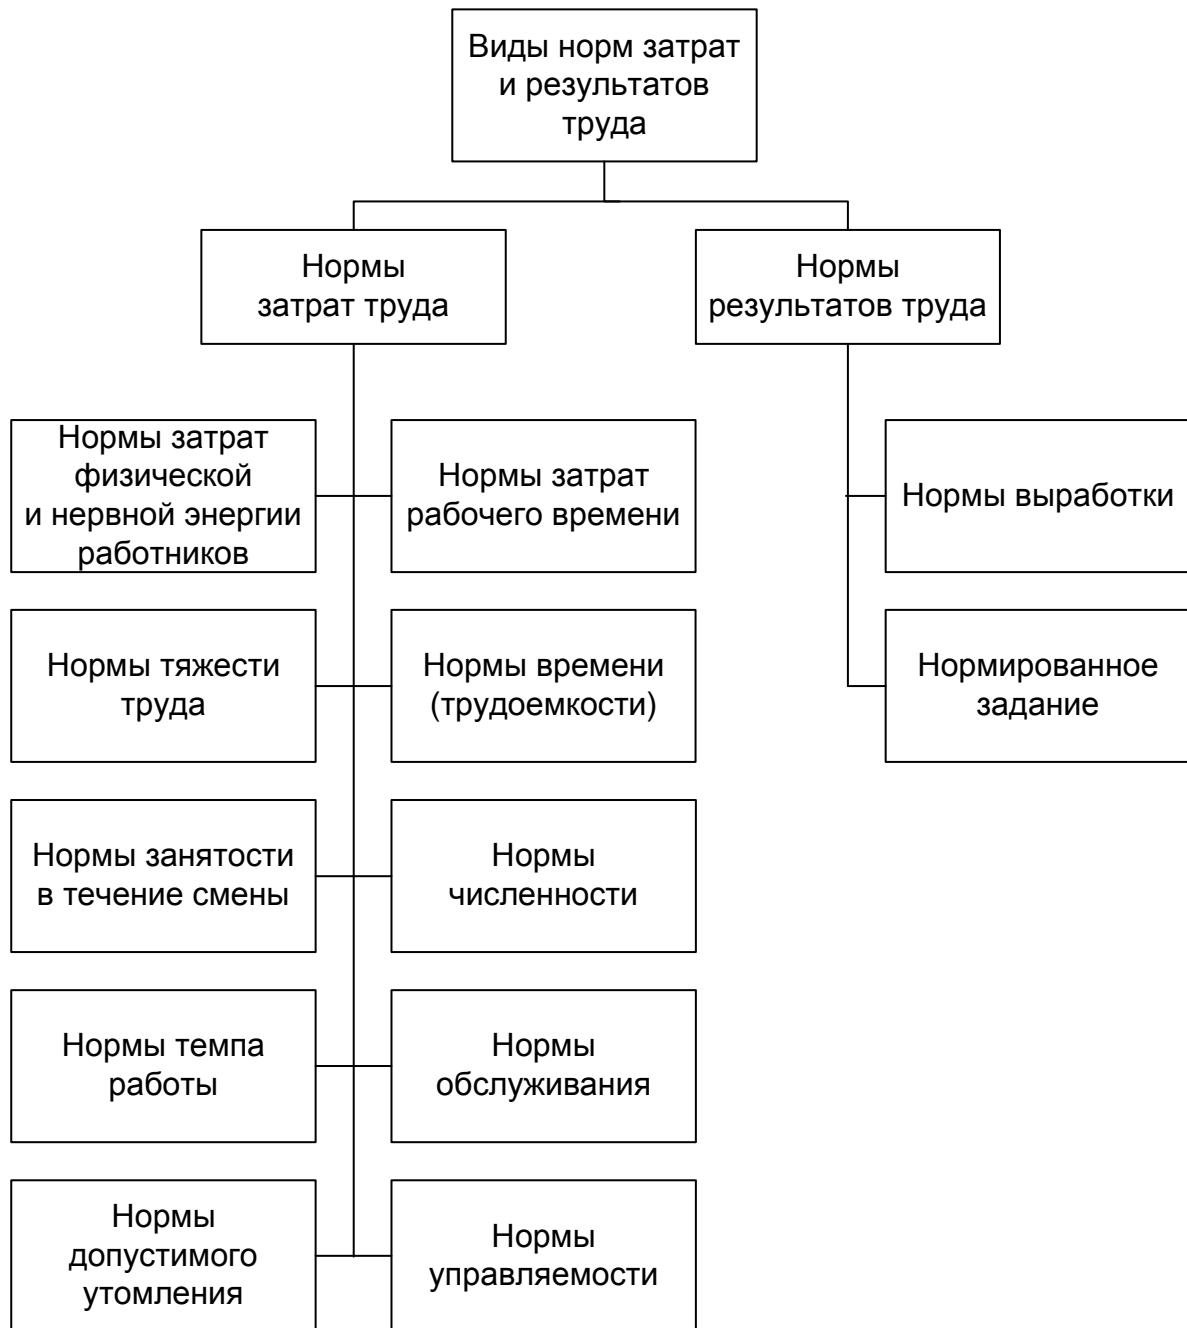 Виды норм затрат
и результатов
труда
Нормы
затрат труда
Нормы
результатов труда
Нормы затрат
физической
и нервной энергии
работников
Нормы затрат
рабочего времени
Нормы выработки
Нормы тяжести
труда
Нормы времени
(трудоемкости)
Нормированное
задание
Нормы занятости
в течение смены
Нормы
численности
Нормы темпа
работы
Нормы
обслуживания
Нормы
допустимого
утомления
Нормы
управляемости